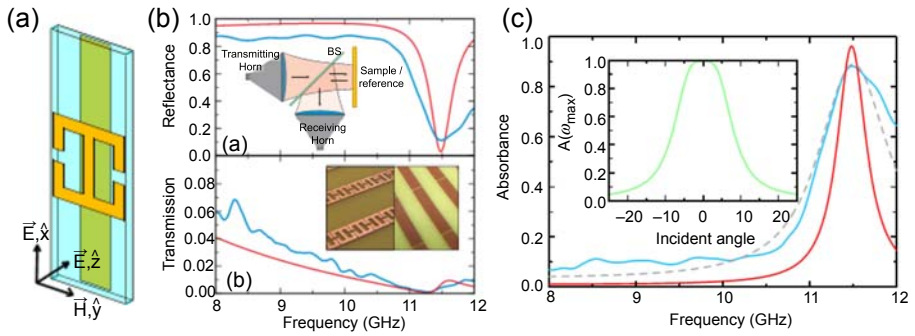 (a)
E,x̂
E,ẑ
H,ŷ
(b)
1.0
0.8
0.6
0.4
0.2
0.0
Reflectance
Transmitting
Horn
BS
Sample /
reference
Receiving
Horn
(a)
0.08
0.06
0.04
0.02
0.00
Transmission
(b)
8 9 10 11 12
Frequency (GHz)
(c)
1.0
0.8
0.6
0.4
0.2
0.0
Absorbance
1.0
0.8
0.6
0.4
0.2
0.0
A(ωmax)
-20 -10 0 10 20
Incident angle
8 9 10 11 12
Frequency (GHz)